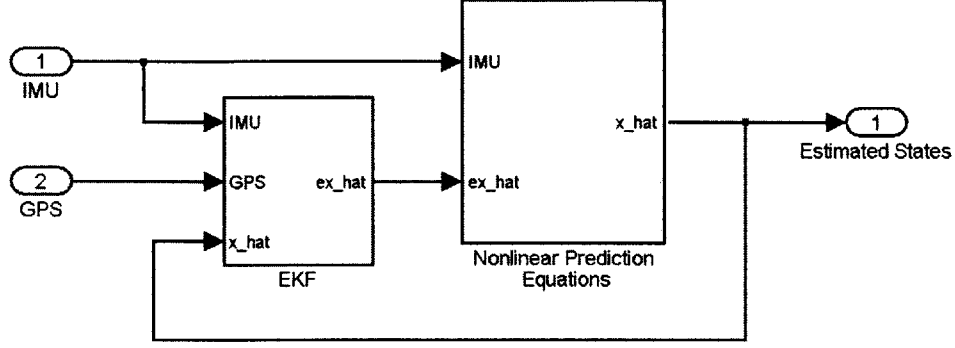 1
IMU
IMU
IMU
x_hat
1
Estimated States
2
GPS
GPS
ex_hat
ex_hat
x_hat
EKF
Nonlinear Prediction
Equations